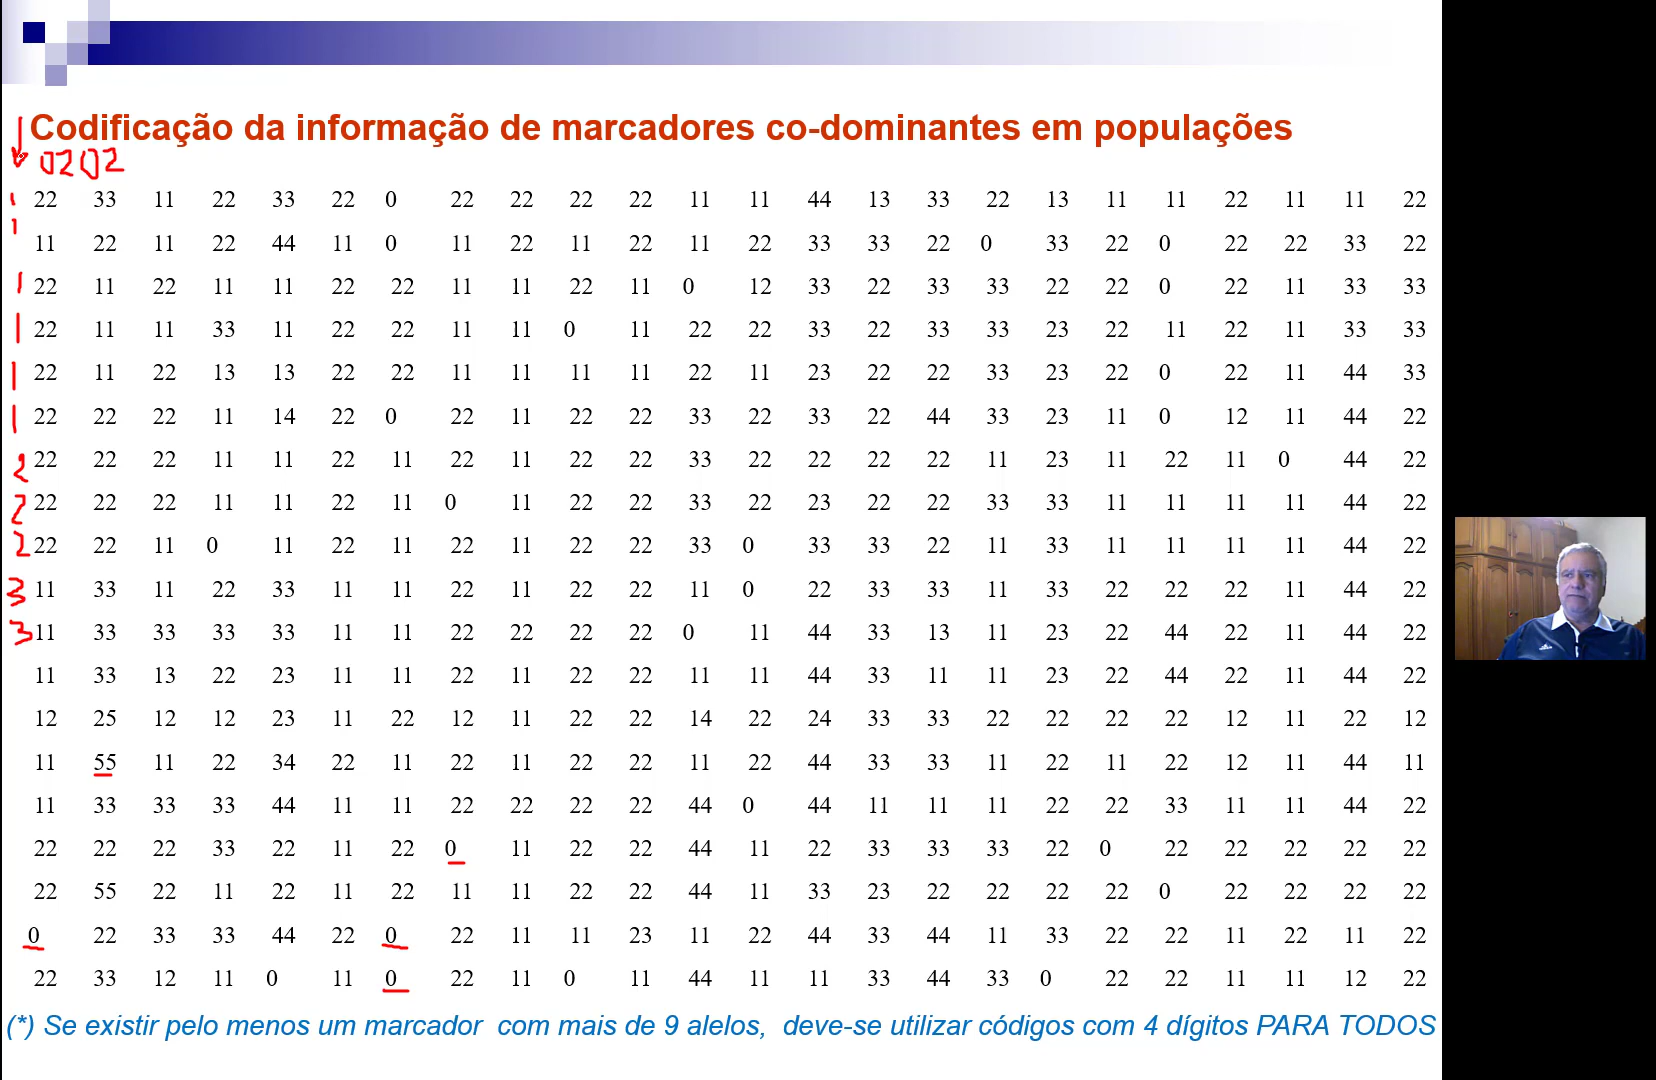 Codificação da informação de marcadores co-dominantes em populações
0202
1 22 33 11 22 33 22 0 22 22 22 22 11 11 44 13 33 22 13 11 11 22 11 11 22
1 11 22 11 22 44 11 0 11 22 11 22 11 22 33 33 22 0 33 22 0 22 22 33 22
1 22 11 22 11 11 22 22 11 11 22 11 0 12 33 22 33 33 22 22 0 22 11 33 33
1 22 11 11 33 11 22 22 11 11 0 11 22 22 33 22 33 33 23 22 11 22 11 33 33
1 22 11 22 13 13 22 22 11 11 11 11 22 11 23 22 22 33 23 22 0 22 11 44 33
1 22 22 22 11 14 22 0 22 11 22 22 33 22 33 22 44 33 23 11 0 12 11 44 22
2 22 22 22 11 11 22 11 22 11 22 22 33 22 22 22 22 11 23 11 22 11 0 44 22
2 22 22 22 11 11 22 11 0 11 22 22 33 22 23 22 22 33 33 11 11 11 11 44 22
2 22 22 11 0 11 22 11 22 11 22 22 33 0 33 33 22 11 33 11 11 11 11 44 22
3 11 33 11 22 33 11 11 22 11 22 22 11 0 22 33 33 11 33 22 22 22 11 44 22
3 11 33 33 33 33 11 11 22 22 22 22 0 11 44 33 13 11 23 22 44 22 11 44 22
11 33 13 22 23 11 11 22 11 22 22 11 11 44 33 11 11 23 22 44 22 11 44 22
12 25 12 12 23 11 22 12 11 22 22 14 22 24 33 33 22 22 22 22 12 11 22 12
11 55 11 22 34 22 11 22 11 22 22 11 22 44 33 33 11 22 11 22 12 11 44 11
11 33 33 33 44 11 11 22 22 22 22 44 0 44 11 11 11 22 22 33 11 11 44 22
22 22 22 33 22 11 22 0 11 22 22 44 11 22 33 33 33 22 0 22 22 22 22 22
22 55 22 11 22 11 22 11 11 22 22 44 11 33 23 22 22 22 22 0 22 22 22 22
0 22 33 33 44 22 0 22 11 11 23 11 22 44 33 44 11 33 22 22 11 22 11 22
22 33 12 11 0 11 0 22 11 0 11 44 11 11 33 44 33 0 22 22 11 11 12 22
(*) Se existir pelo menos um marcador com mais de 9 alelos, deve-se utilizar códigos com 4 dígitos PARA TODOS